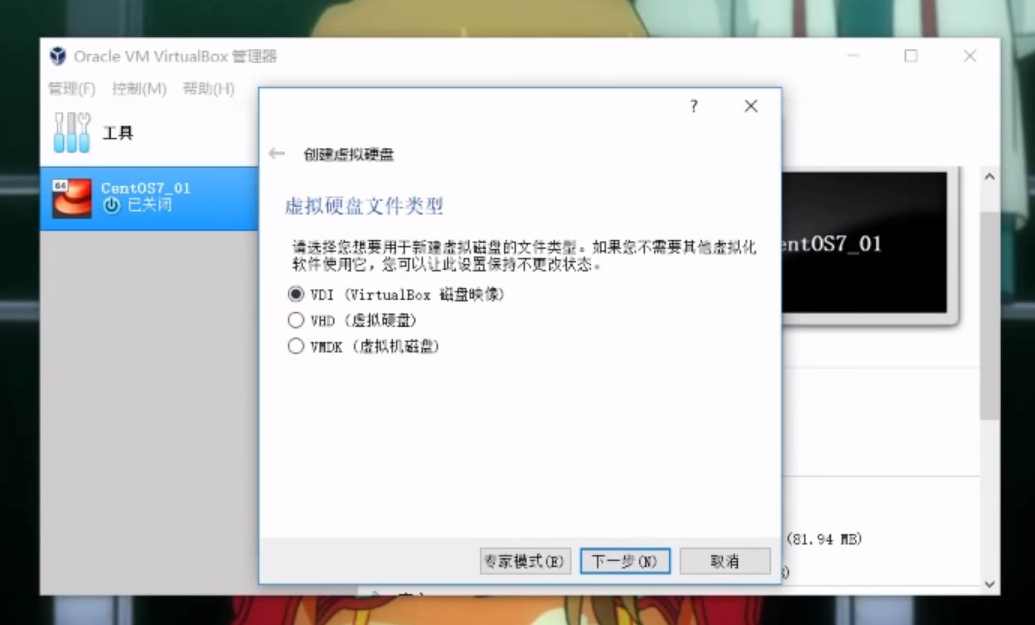 Oracle VM VirtualBox 管理器
管理(F) 控制(M) 帮助(H)
工具
64
CentOS7_01
已关闭
?
创建虚拟硬盘
虚拟硬盘文件类型
请选择您想要用于新建虚拟磁盘的文件类型。如果您不需要其他虚拟化
软件使用它，您可以让此设置保持不更改状态。
VDI (VirtualBox 磁盘映像)
VHD (虚拟硬盘)
VMDK (虚拟机磁盘)
专家模式(E) 下一步(N) 取消
entOS7_01
(81.94 MB)